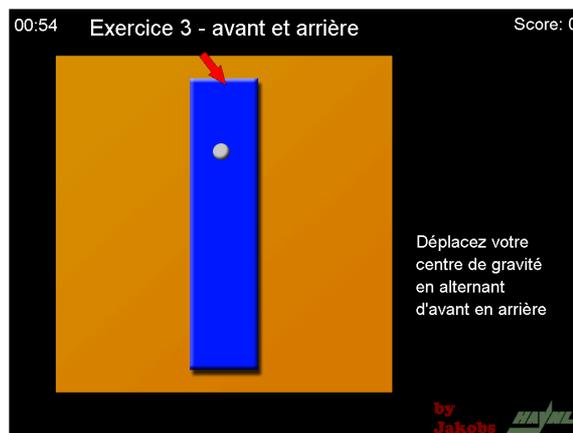 00:54 Exercice 3 - avant et arrière Score: 0
Déplacez votre
centre de gravité
en alternant
d'avant en arrière
by
Jakobs